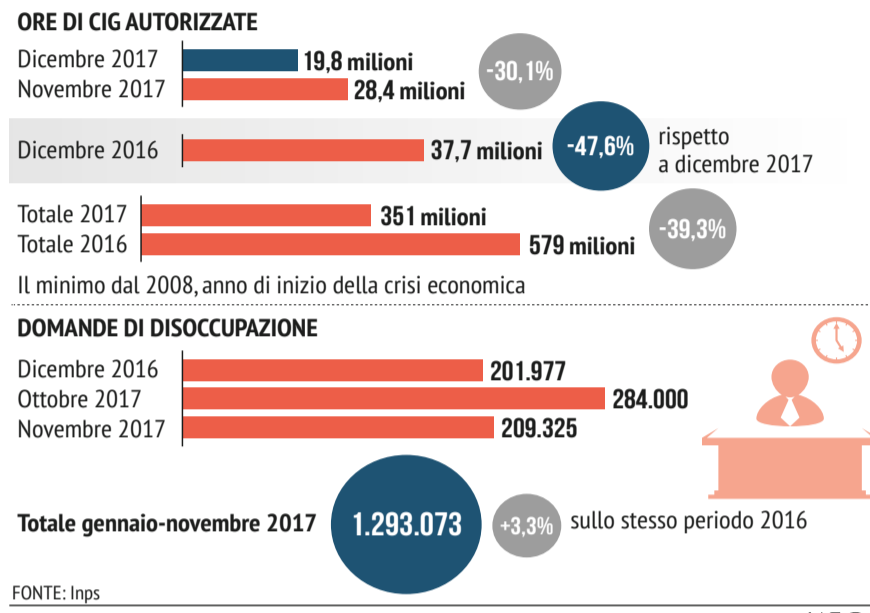 ORE DI CIG AUTORIZZATE
Dicembre 2017 19,8 milioni
Novembre 2017 28,4 milioni
-30,1%
Dicembre 2016 37,7 milioni -47,6% rispetto
a dicembre 2017
Totale 2017 351 milioni
Totale 2016 579 milioni
-39,3%
Il minimo dal 2008, anno di inizio della crisi economica
DOMANDE DI DISOCCUPAZIONE
Dicembre 2016 201.977
Ottobre 2017 284.000
Novembre 2017 209.325
Totale gennaio-novembre 2017 1.293.073 +3,3% sullo stesso periodo 2016
FONTE: Inps